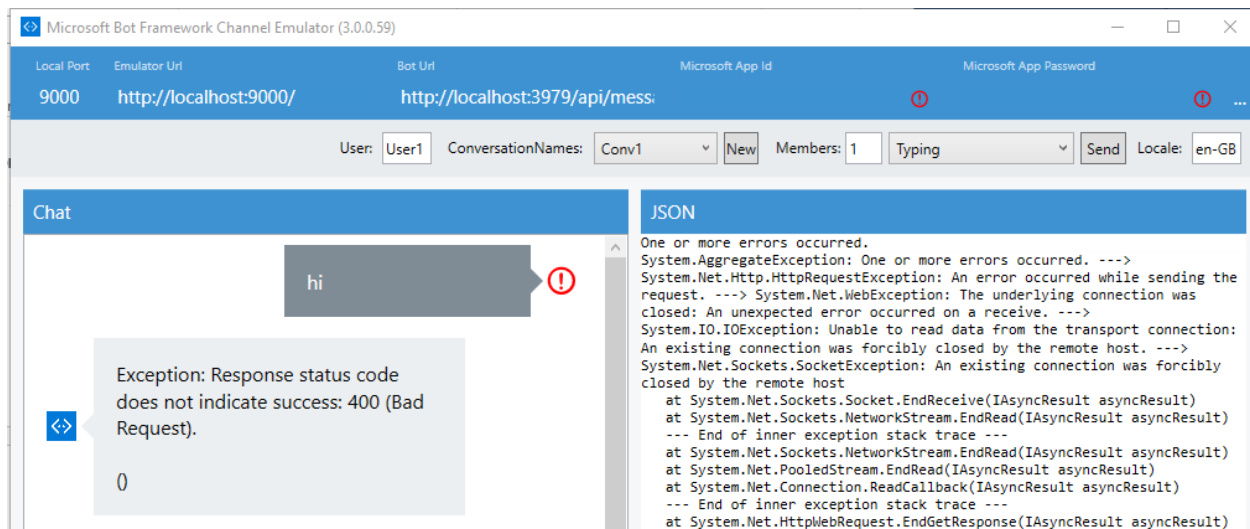 Microsoft Bot Framework Channel Emulator (3.0.0.59)
Local Port Emulator Url Bot Url Microsoft App Id Microsoft App Password
9000 http://localhost:9000/ http://localhost:3979/api/messa ...
User: User1 ConversationNames: Conv1 New Members: 1 Typing Send Locale: en-GB
Chat
hi
Exception: Response status code
does not indicate success: 400 (Bad
Request).
()
JSON
One or more errors occurred.
System.AggregateException: One or more errors occurred. --->
System.Net.Http.HttpRequestException: An error occurred while sending the
request. ---> System.Net.WebException: The underlying connection was
closed: An unexpected error occurred on a receive. --->
System.IO.IOException: Unable to read data from the transport connection:
An existing connection was forcibly closed by the remote host. --->
System.Net.Sockets.SocketException: An existing connection was forcibly
closed by the remote host
at System.Net.Sockets.Socket.EndReceive(IAsyncResult asyncResult)
at System.Net.Sockets.NetworkStream.EndRead(IAsyncResult asyncResult)
--- End of inner exception stack trace ---
at System.Net.Sockets.NetworkStream.EndRead(IAsyncResult asyncResult)
at System.Net.PooledStream.EndRead(IAsyncResult asyncResult)
at System.Net.Connection.ReadCallback(IAsyncResult asyncResult)
--- End of inner exception stack trace ---
at System.Net.HttpWebRequest.EndGetResponse(IAsyncResult asyncResult)